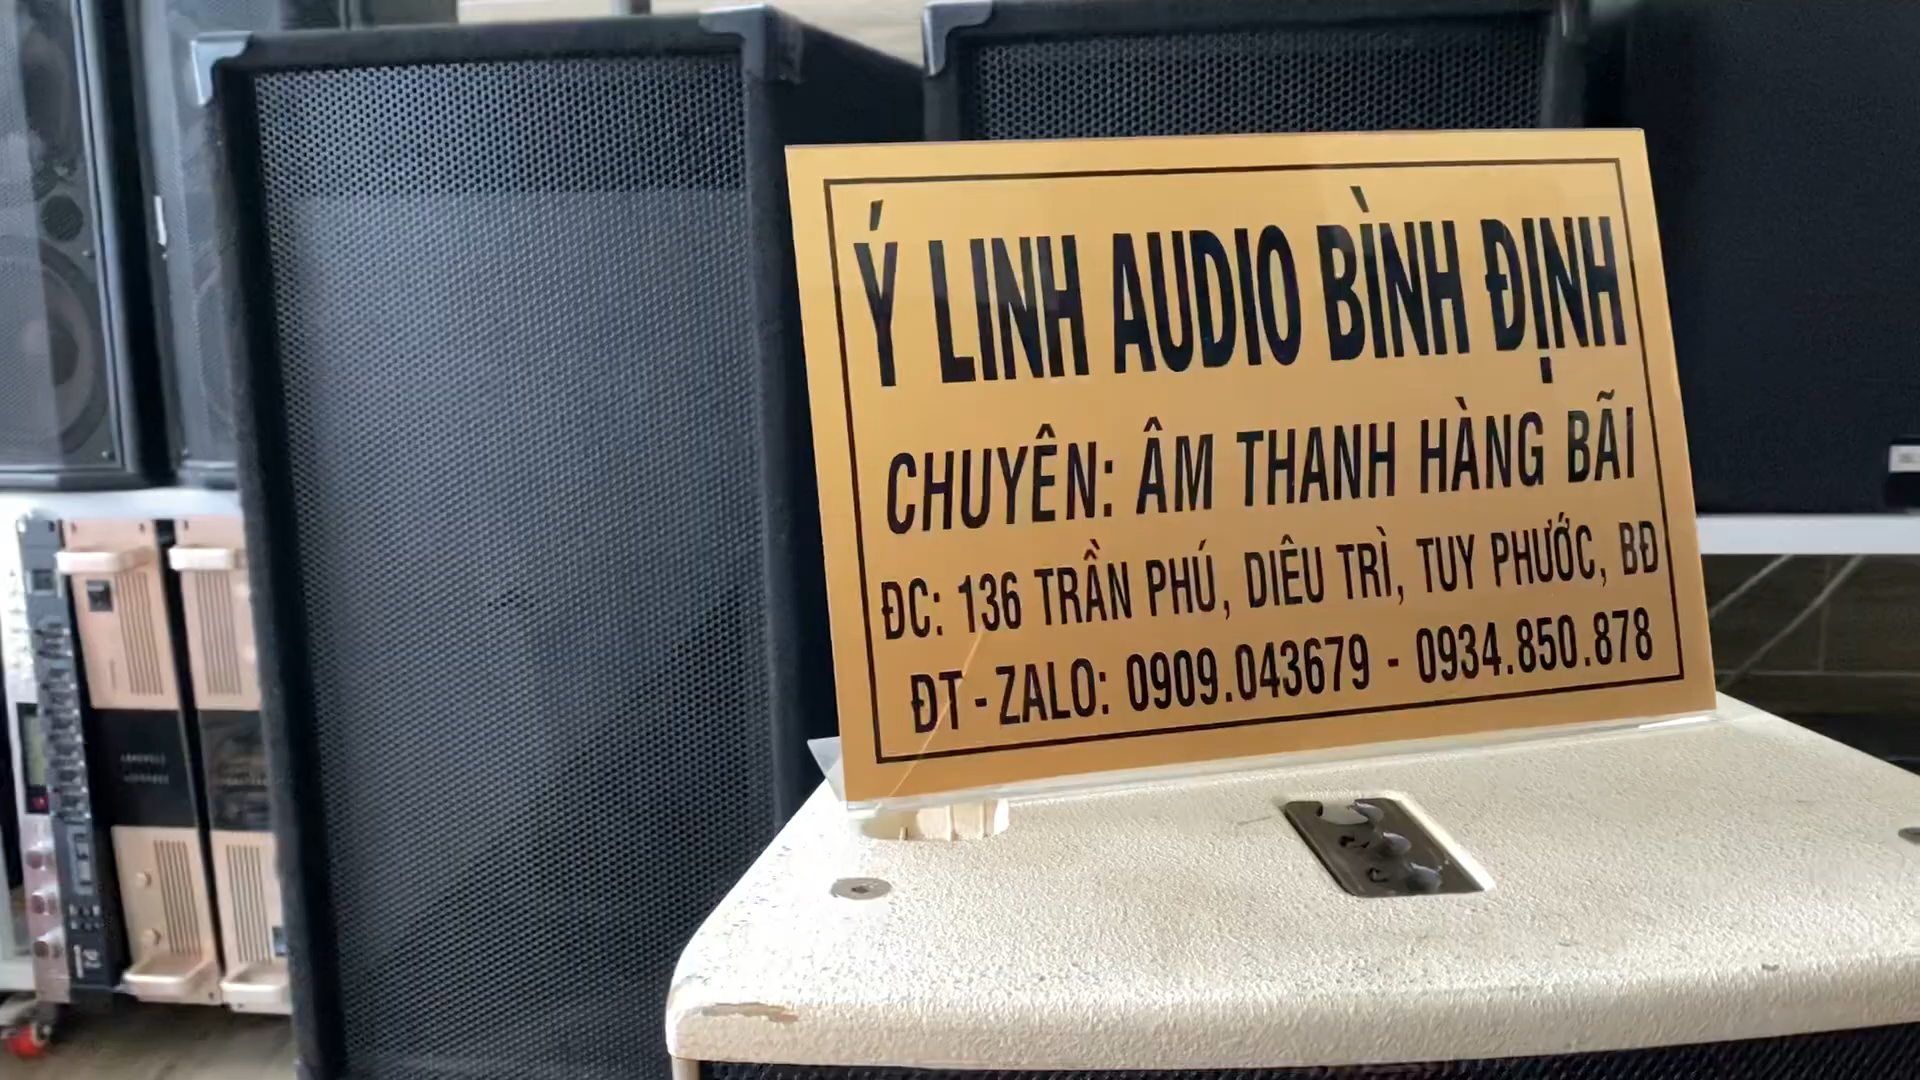 Ý LINH AUDIO BÌNH ĐỊNH
CHUYÊN: ÂM THANH HÀNG BÃI
ĐC: 136 TRẦN PHÚ, DIÊU TRÌ, TUY PHƯỚC, BĐ
ĐT - ZALO: 0909.043679 - 0934.850.878